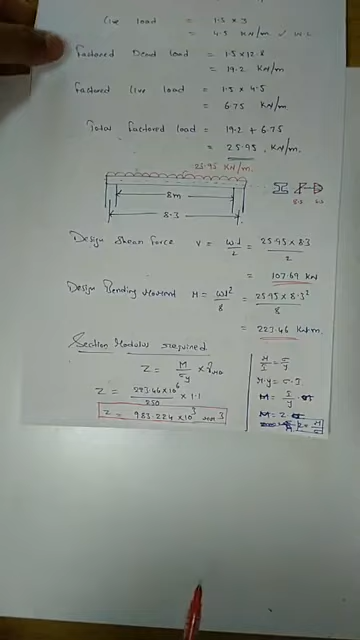 Live load = 1.5 × 3
= 4.5 KN/m ✓ WL
Factored Dead load = 1.5 × 12.8
= 19.2 KN/m
Factored live load = 1.5 × 4.5
= 6.75 KN/m
Total factored load = 19.2 + 6.75
= 25.95 KN/m.
25.95 KN/m.
8m
8.3
Design Shear force V = wl/2 = 25.95 × 8.3/2
= 107.69 KN
Design Bending Moment M = wl²/8 = 25.95 × 8.3²/8
= 223.46 KN.m
Section Modulus required
Z = M/σy × γm0
Z = 223.46 × 10⁶/250 × 1.1
Z = 983.224 × 10³ mm³
M/I = σ/y
M.y = σ.I
M = I/y . σ
M = Z σ
Z = M/σ